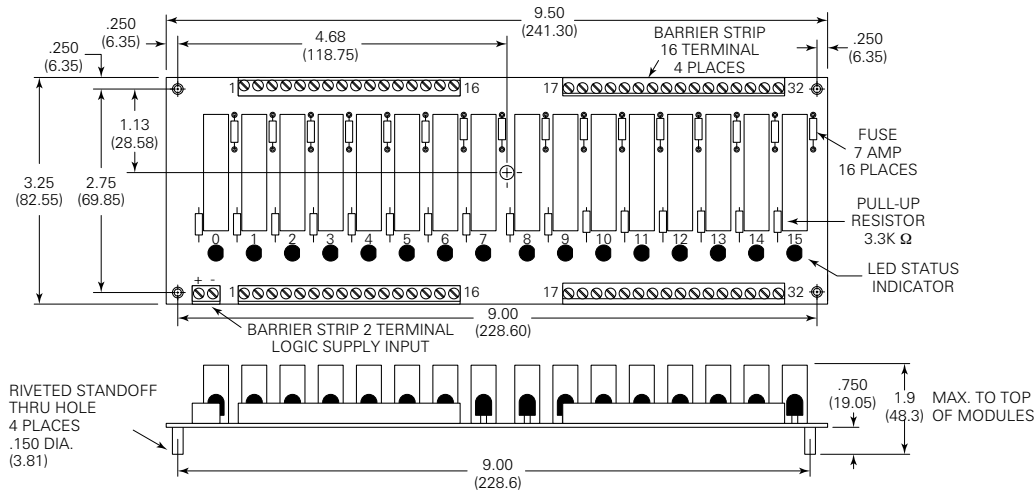 9.50
(241.30)
.250
(6.35)
4.68
(118.75)
BARRIER STRIP
16 TERMINAL
4 PLACES
.250
(6.35)
.250
(6.35)
1 16 17 32
1.13
(28.58)
FUSE
7 AMP
16 PLACES
3.25
(82.55)
2.75
(69.85)
PULL-UP
RESISTOR
3.3K Ω
0 1 2 3 4 5 6 7 8 9 10 11 12 13 14 15
LED STATUS
INDICATOR
+ -
1 16 17 32
9.00
(228.60)
BARRIER STRIP 2 TERMINAL
LOGIC SUPPLY INPUT
RIVETED STANDOFF
THRU HOLE
4 PLACES
.150 DIA.
(3.81)
.750
(19.05)
1.9
(48.3)
MAX. TO TOP
OF MODULES
9.00
(228.6)